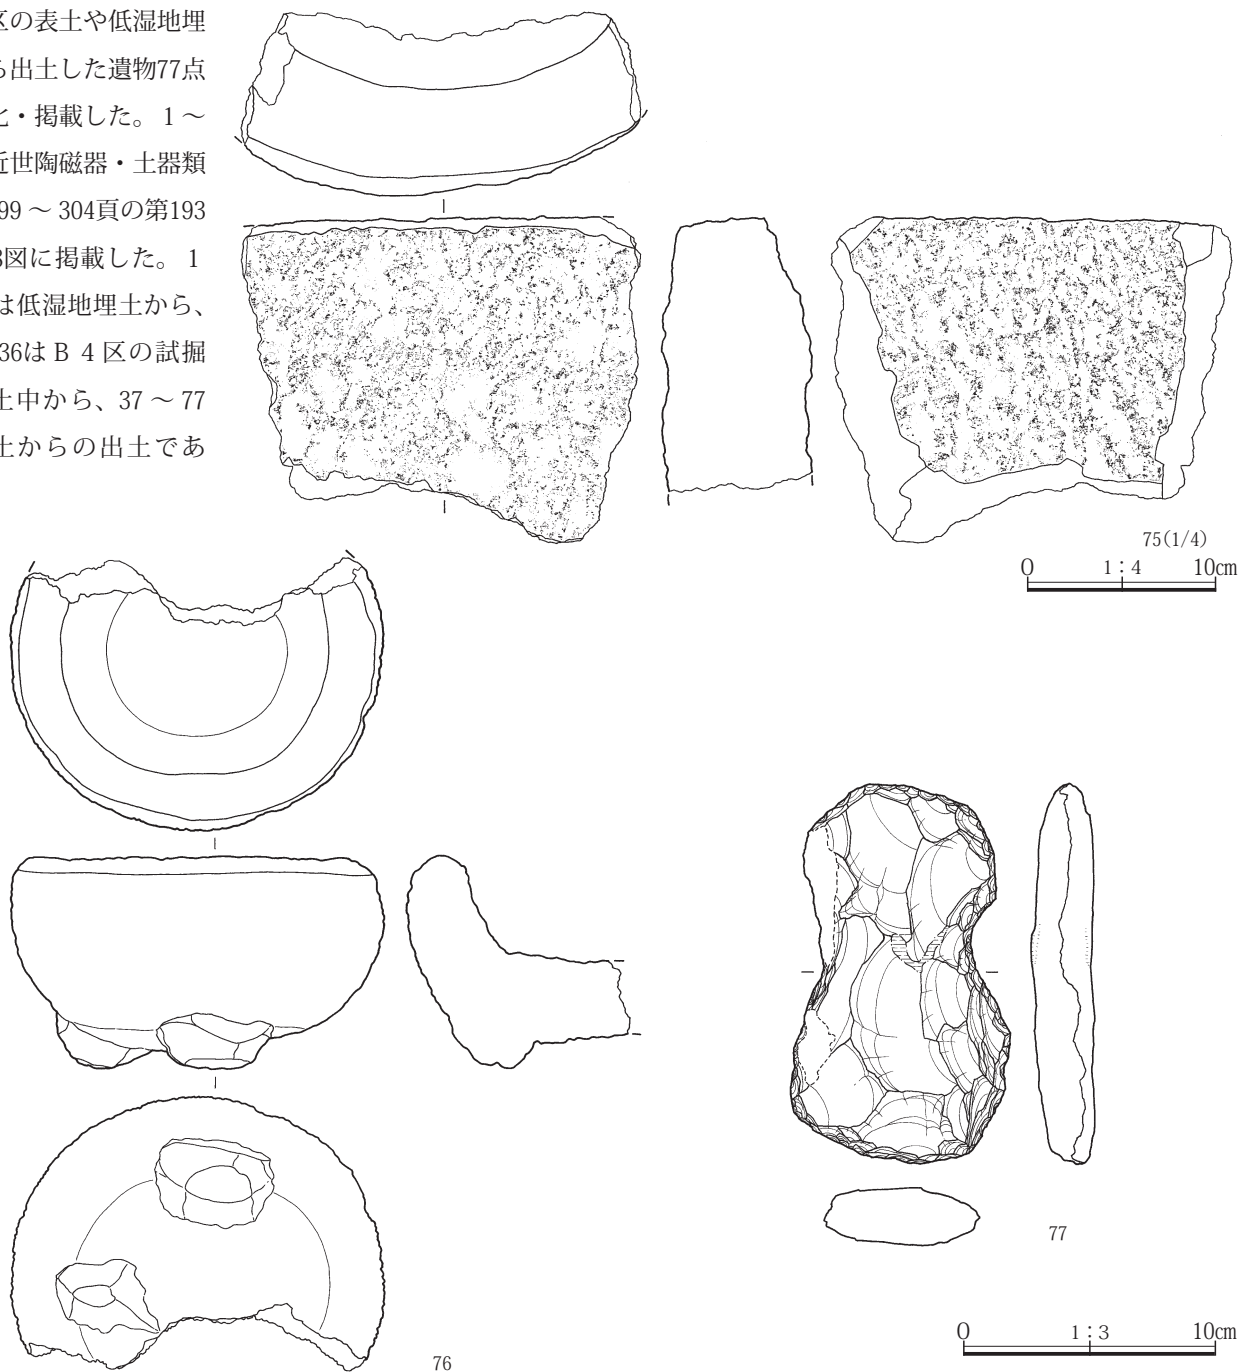 区の表土や低湿地埋
ら出土した遺物77点
・掲載した。1～
近世陶磁器・土器類
99～304頁の第193
図に掲載した。1
は低湿地埋土から、
36はB4区の試掘
土中から、37～77
土からの出土であ
75(1/4)
0 1:4 10cm
76
77
0 1:3 10cm